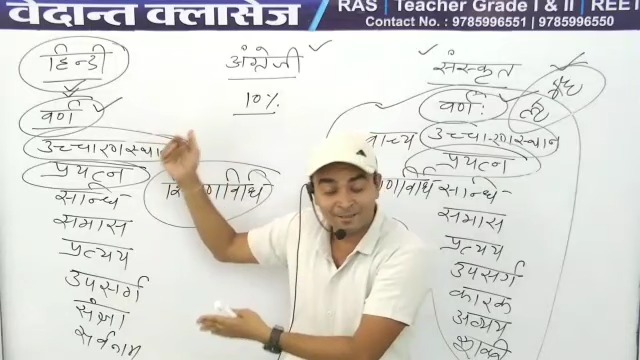 वेदान्त क्लासेज
RAS | Teacher Grade I & II | REET
Contact No. : 9785996551 | 9785996550
हिन्दी
वर्ण
उच्चारणस्था
प्रयत्न
सन्धि
समास
प्रत्यय
उपसर्ग
संज्ञा
सर्वनाम
अंग्रेजी
10%
संस्कृत
वर्ण:
वाच्य उच्चारणस्थान
प्रयत्न
सन्धि
समास
प्रत्यय
उपसर्ग
कारक
अव्यय